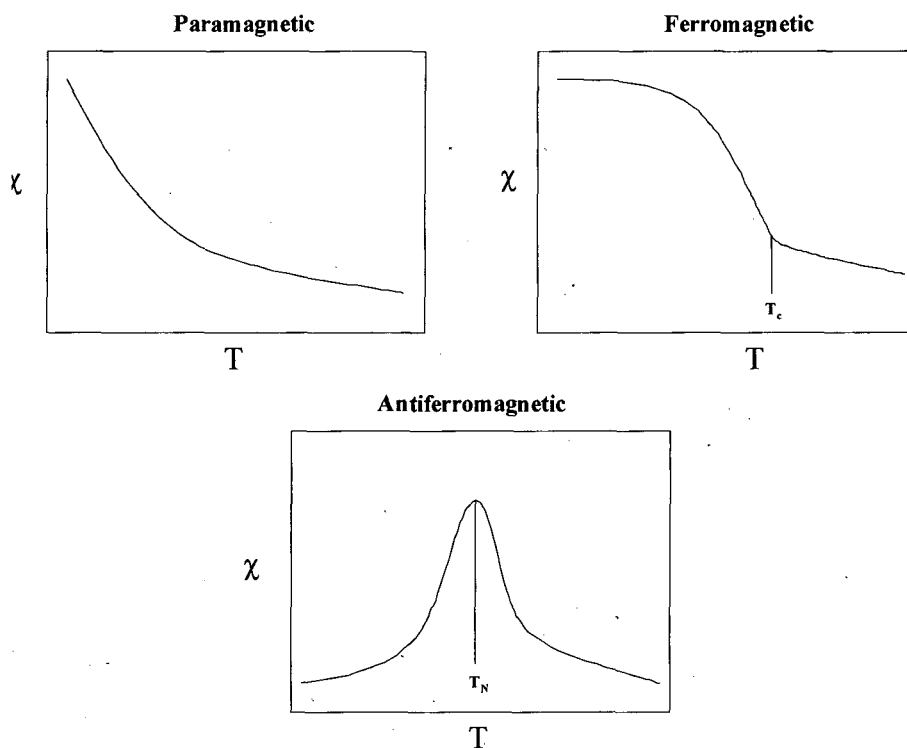 Paramagnetic
Ferromagnetic
χ
χ
T_c
T
T
Antiferromagnetic
χ
T_N
T